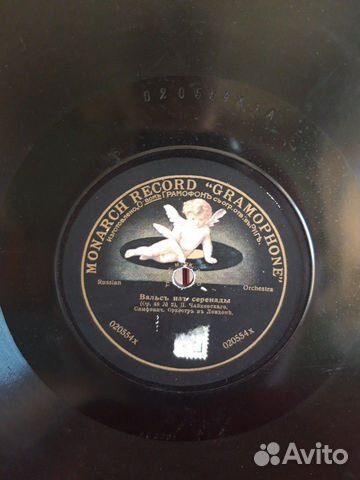 MONARCH RECORD "GRAMOPHONE"
Russian
Orchestra
Вальсъ изъ серенады
(Op. 48 № 2), П. Чайковскаго.
Симфонич. Оркестръ въ Лондонѣ.
020554x
020554x
Avito